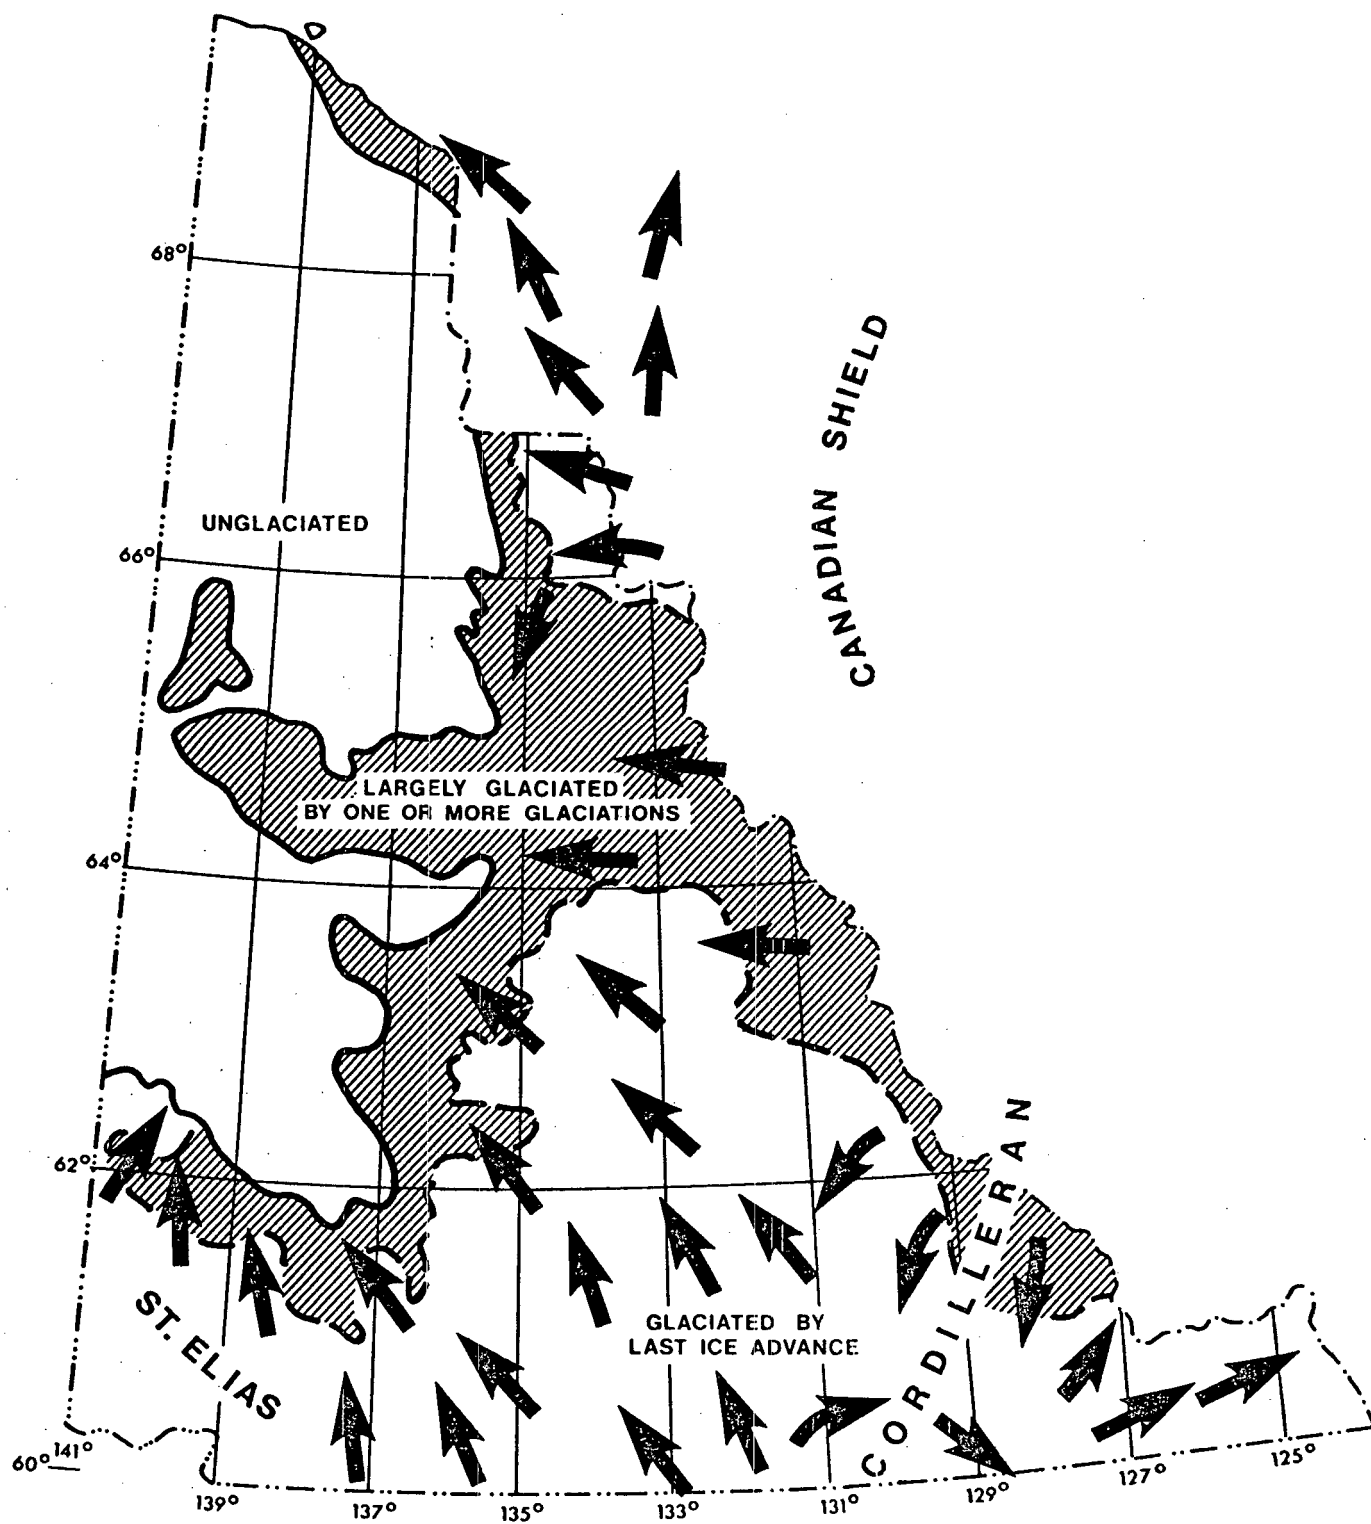 68°
CANADIAN SHIELD
UNGLACIATED
66°
LARGELY GLACIATED
BY ONE OR MORE GLACIATIONS
64°
62°
ST. ELIAS
CORDILLERAN
GLACIATED BY
LAST ICE ADVANCE
60°
141°
139°
137°
135°
133°
131°
129°
127°
125°